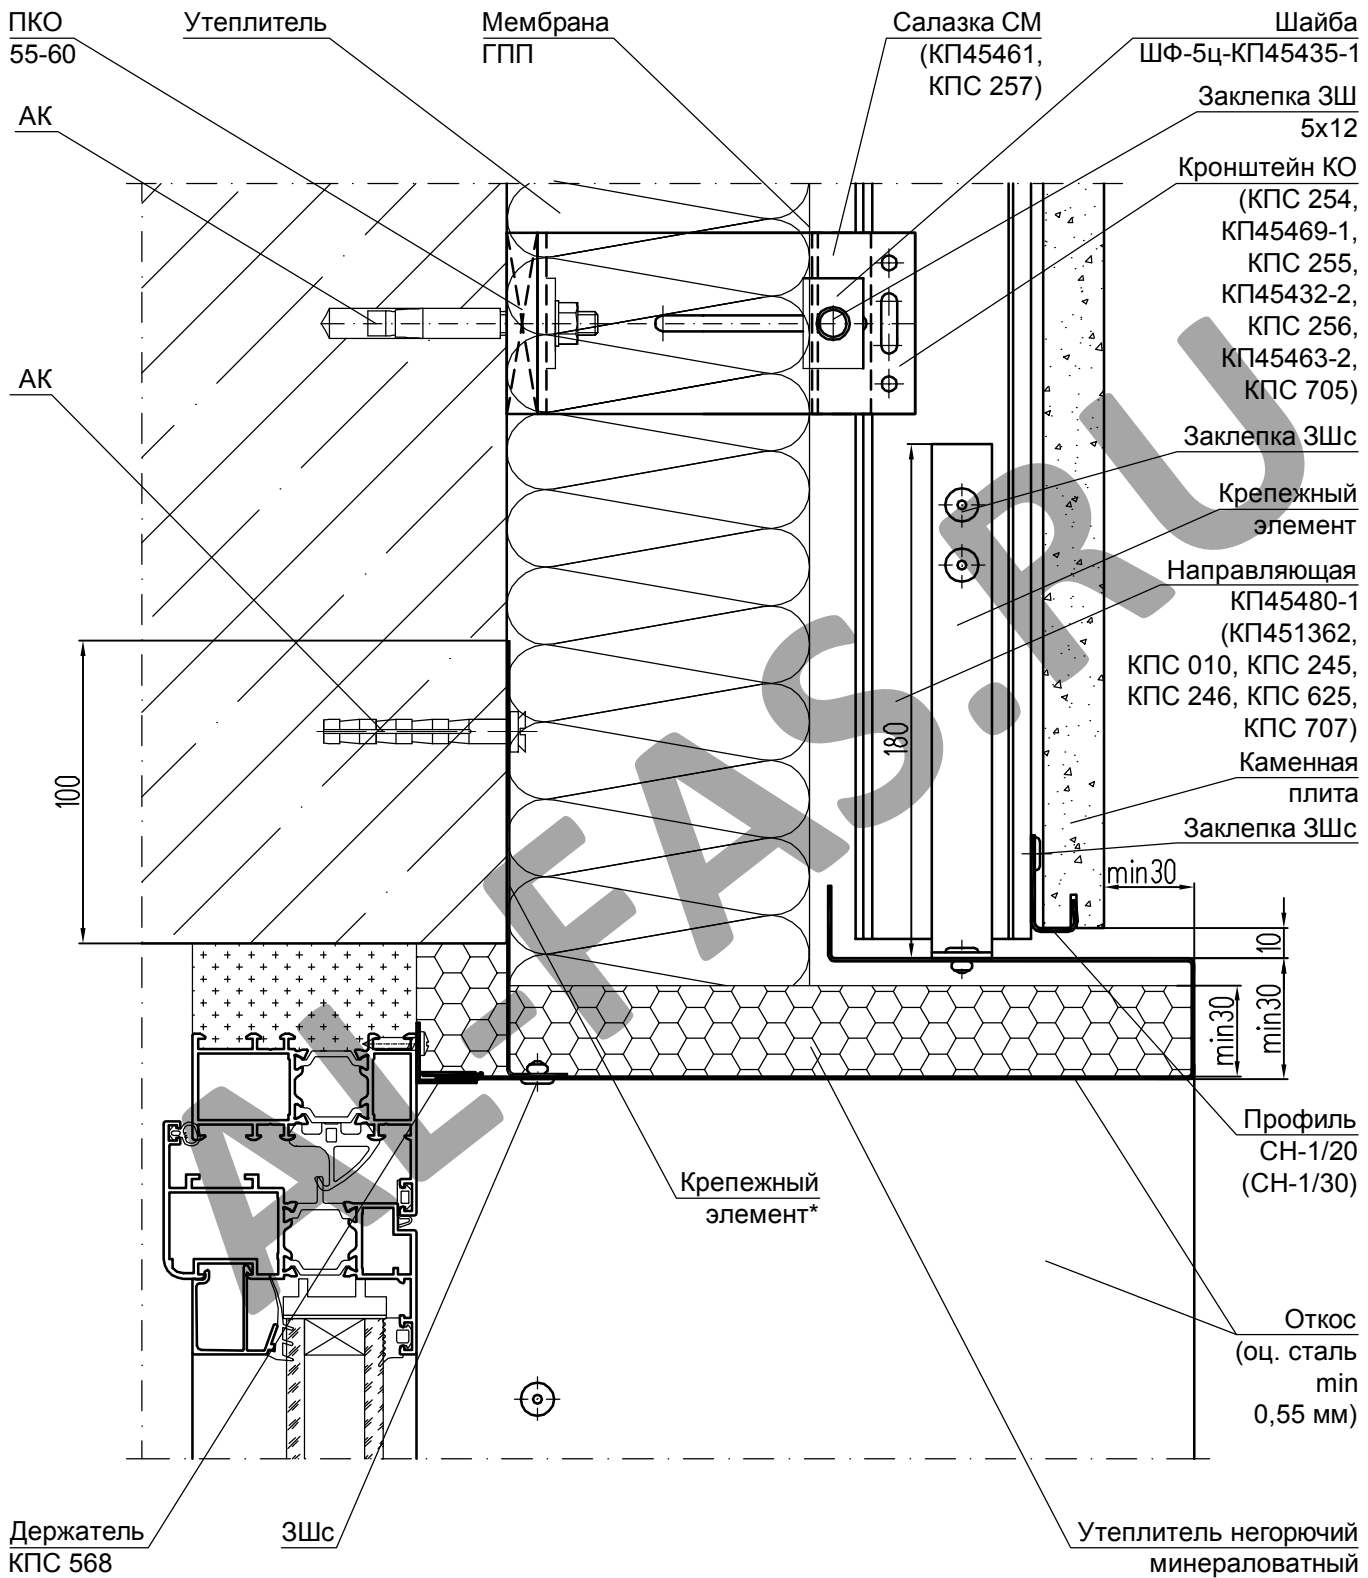 ПКО
55-60
Утеплитель
Мембрана
ГПП
Салазка СМ
(КП45461,
КПС 257)
Шайба
ШФ-5ц-КП45435-1
Заклепка ЗШ
5x12
АК
Кронштейн КО
(КПС 254,
КП45469-1,
КПС 255,
КП45432-2,
КПС 256,
КП45463-2,
КПС 705)
АК
Заклепка ЗШс
Крепежный
элемент
Направляющая
КП45480-1
(КП451362,
КПС 010, КПС 245,
КПС 246, КПС 625,
КПС 707)
180
100
Каменная
плита
Заклепка ЗШс
min30
10
min30
min30
Профиль
СН-1/20
(СН-1/30)
Крепежный
элемент*
Откос
(оц. сталь
min
0,55 мм)
Держатель
КПС 568
ЗШс
Утеплитель негорючий
минераловатный
AL-FAS.RU